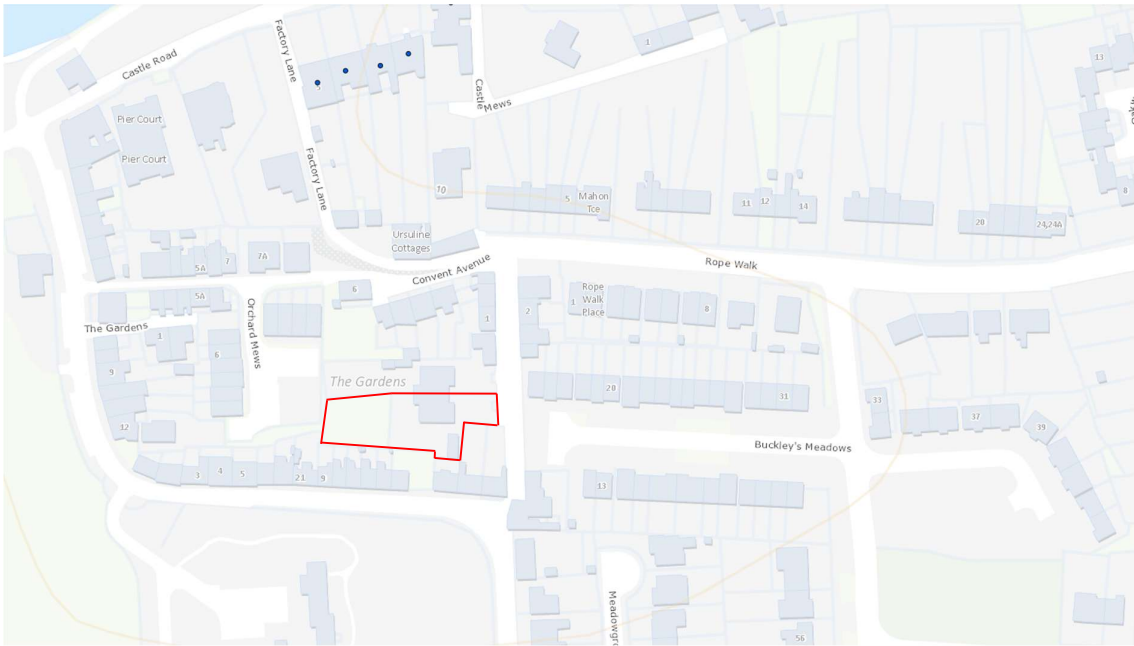 Castle Road
Factory Lane
Castle
Mews
1
13
Pier Court
Pier Court
Factory Lane
10
5
Mahon
Tce
11
12
14
20
24,24A
8
Ursuline
Cottages
Convent Avenue
Rope Walk
5A
7
7A
5A
6
The Gardens
1
Orchard Mews
6
9
12
1
2
1
Rope
Walk
Place
8
The Gardens
20
31
33
37
39
Buckley's Meadows
3
4
5
21
9
13
56